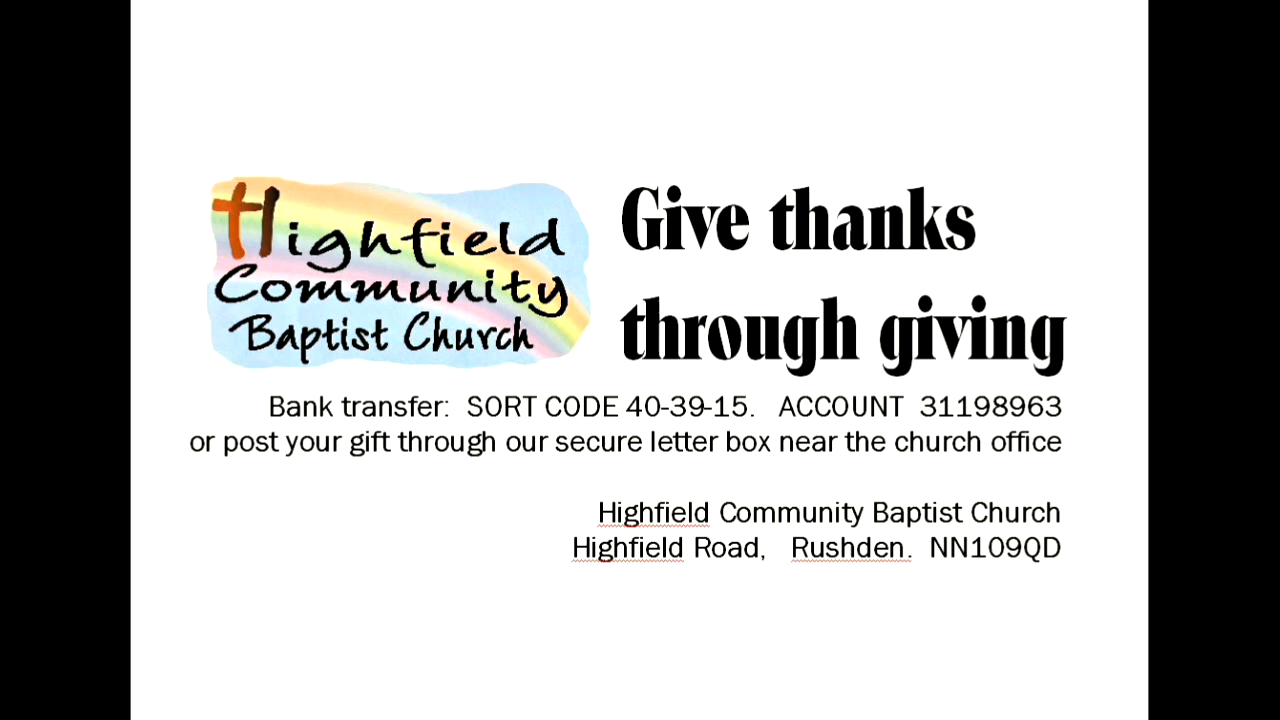 Highfield
Community
Baptist Church
Give thanks
through giving
Bank transfer:  SORT CODE 40-39-15.   ACCOUNT  31198963
or post your gift through our secure letter box near the church office
Highfield Community Baptist Church
Highfield Road,   Rushden.  NN109QD